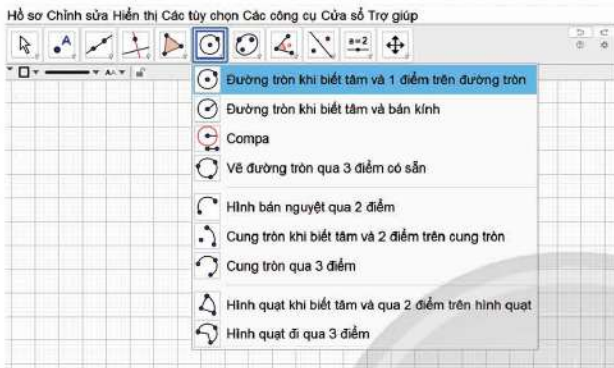 Hồ sơ Chỉnh sửa Hiển thị Các tùy chọn Các công cụ Cửa sổ Trợ giúp
A
a=2
Đường tròn khi biết tâm và 1 điểm trên đường tròn
Đường tròn khi biết tâm và bán kính
Compa
Vẽ đường tròn qua 3 điểm có sẵn
Hình bán nguyệt qua 2 điểm
Cung tròn khi biết tâm và 2 điểm trên cung tròn
Cung tròn qua 3 điểm
Hình quạt khi biết tâm và qua 2 điểm trên hình quạt
Hình quạt đi qua 3 điểm